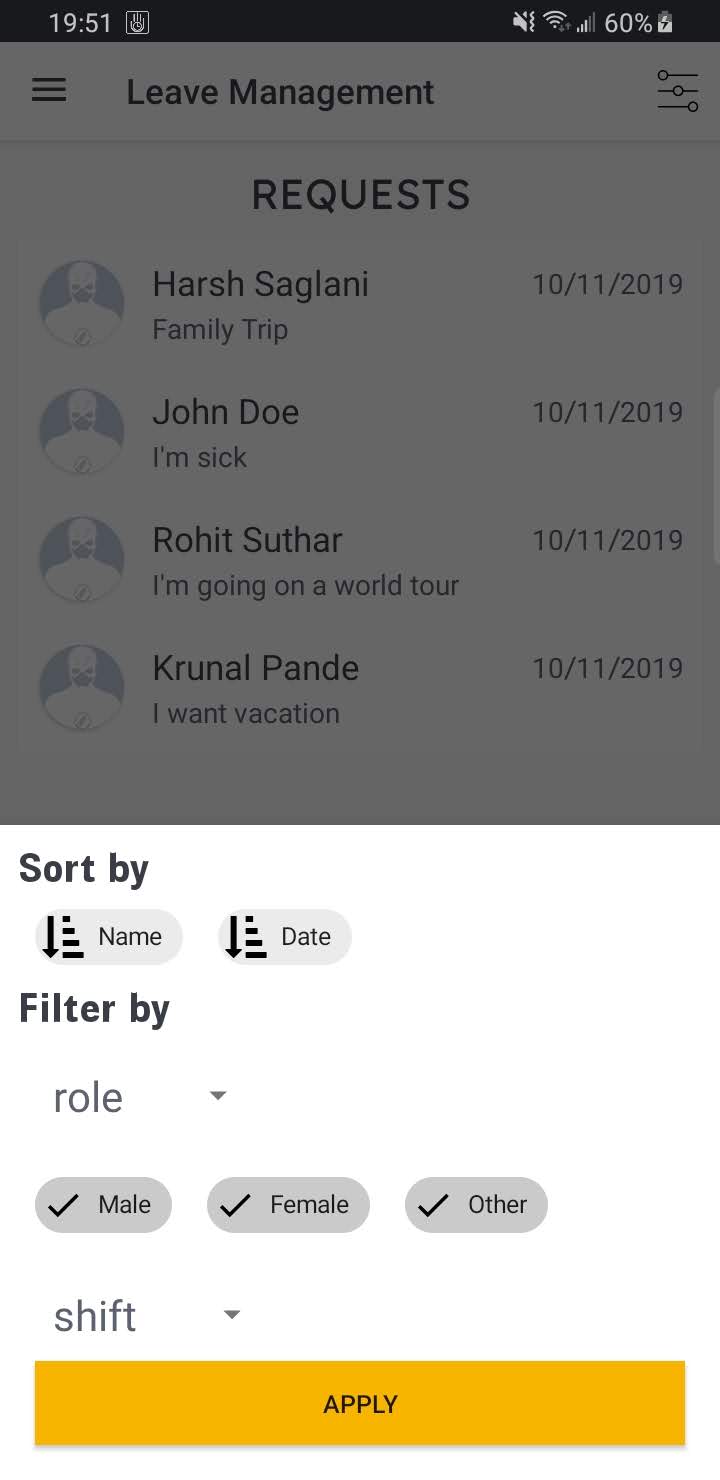 19:51 60%
Leave Management
REQUESTS
Harsh Saglani 10/11/2019
Family Trip
John Doe 10/11/2019
I'm sick
Rohit Suthar 10/11/2019
I'm going on a world tour
Krunal Pande 10/11/2019
I want vacation
Sort by
Name Date
Filter by
role
Male Female Other
shift
APPLY